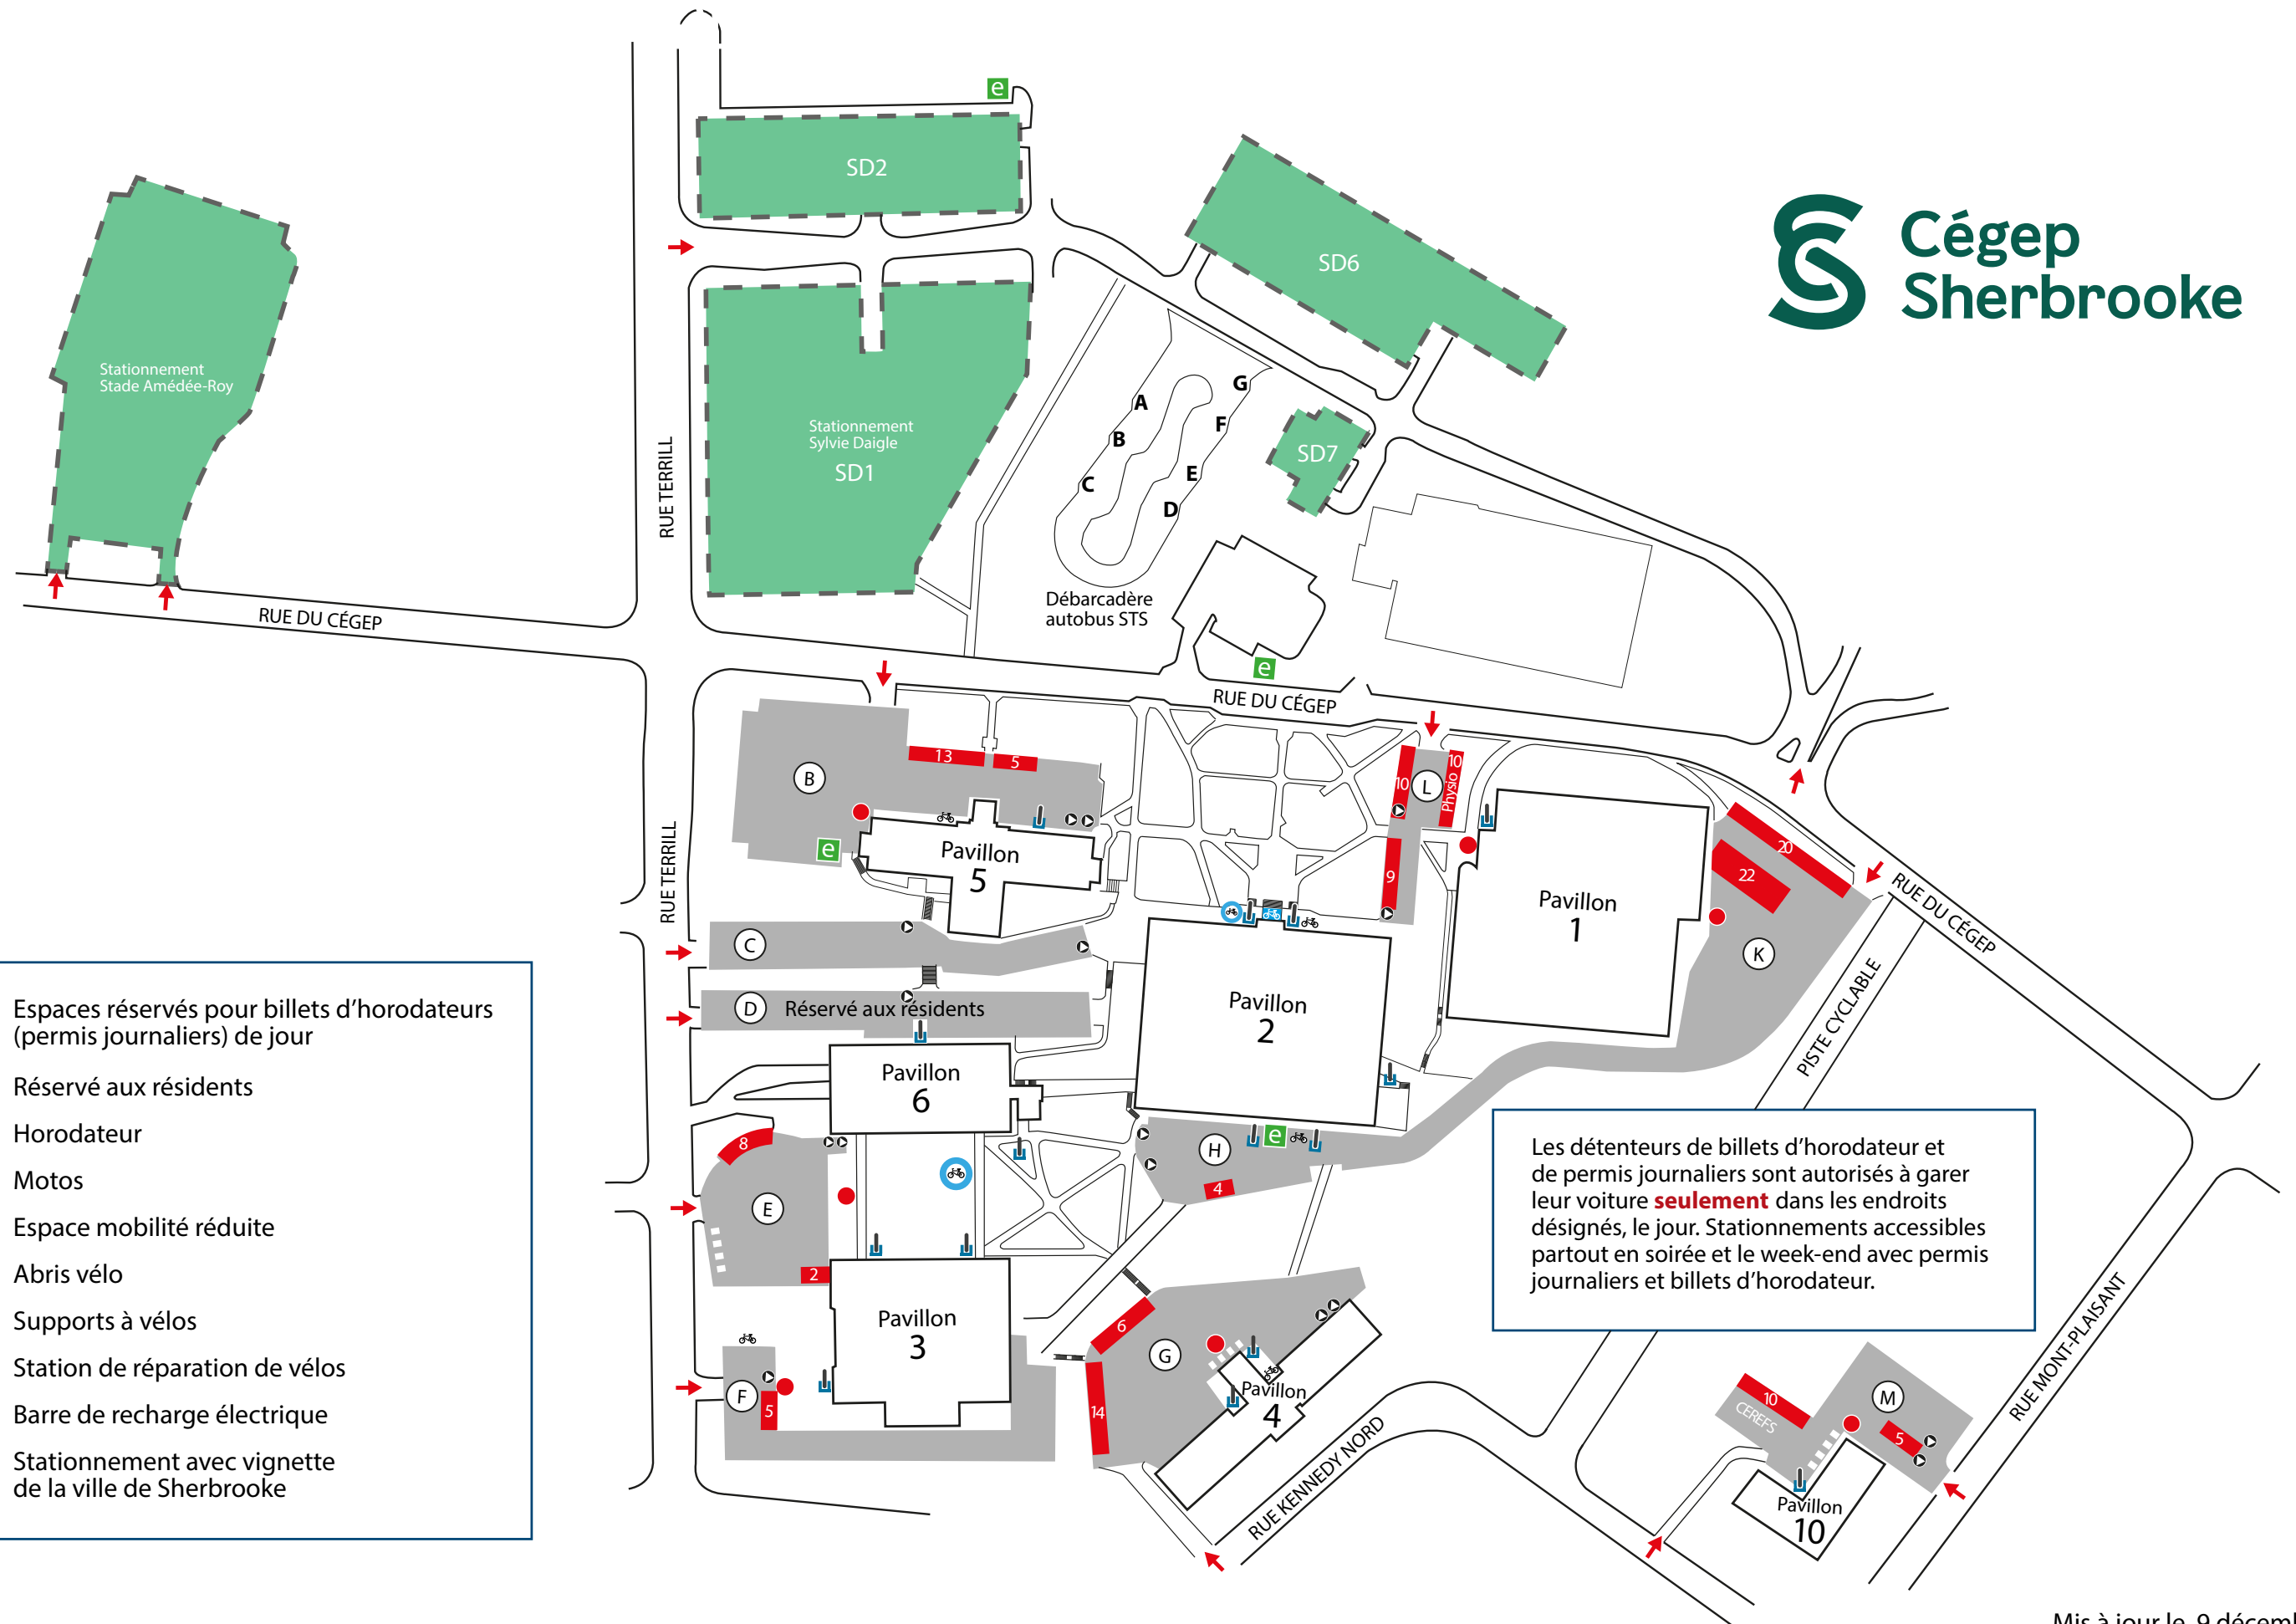 e
SD2
Cégep
Sherbrooke
SD6
Stationnement
Stade Amédée-Roy
G
A
F
B
Stationnement
Sylvie Daigle
SD1
SD7
E
C
D
RUE TERRILL
Débarcadère
autobus STS
RUE DU CÉGEP
e
RUE DU CÉGEP
13
5
B
10
L
10
Physio
e
Pavillon
5
9
20
22
RUE DU CÉGEP
Pavillon
1
K
RUE TERRILL
C
D
Réservé aux résidents
Pavillon
2
PISTE CYCLABLE
Pavillon
6
8
E
H
e
4
2
Pavillon
3
F
5
6
G
14
Pavillon
4
RUE KENNEDY NORD
10
CEREFS
M
5
Pavillon
10
RUE MONT-PLAISANT
Espaces réservés pour billets d’horodateurs
(permis journaliers) de jour
Réservé aux résidents
Horodateur
Motos
Espace mobilité réduite
Abris vélo
Supports à vélos
Station de réparation de vélos
Barre de recharge électrique
Stationnement avec vignette
de la ville de Sherbrooke
Les détenteurs de billets d’horodateur et
de permis journaliers sont autorisés à garer
leur voiture seulement dans les endroits
désignés, le jour. Stationnements accessibles
partout en soirée et le week-end avec permis
journaliers et billets d’horodateur.
Mis à jour le 9